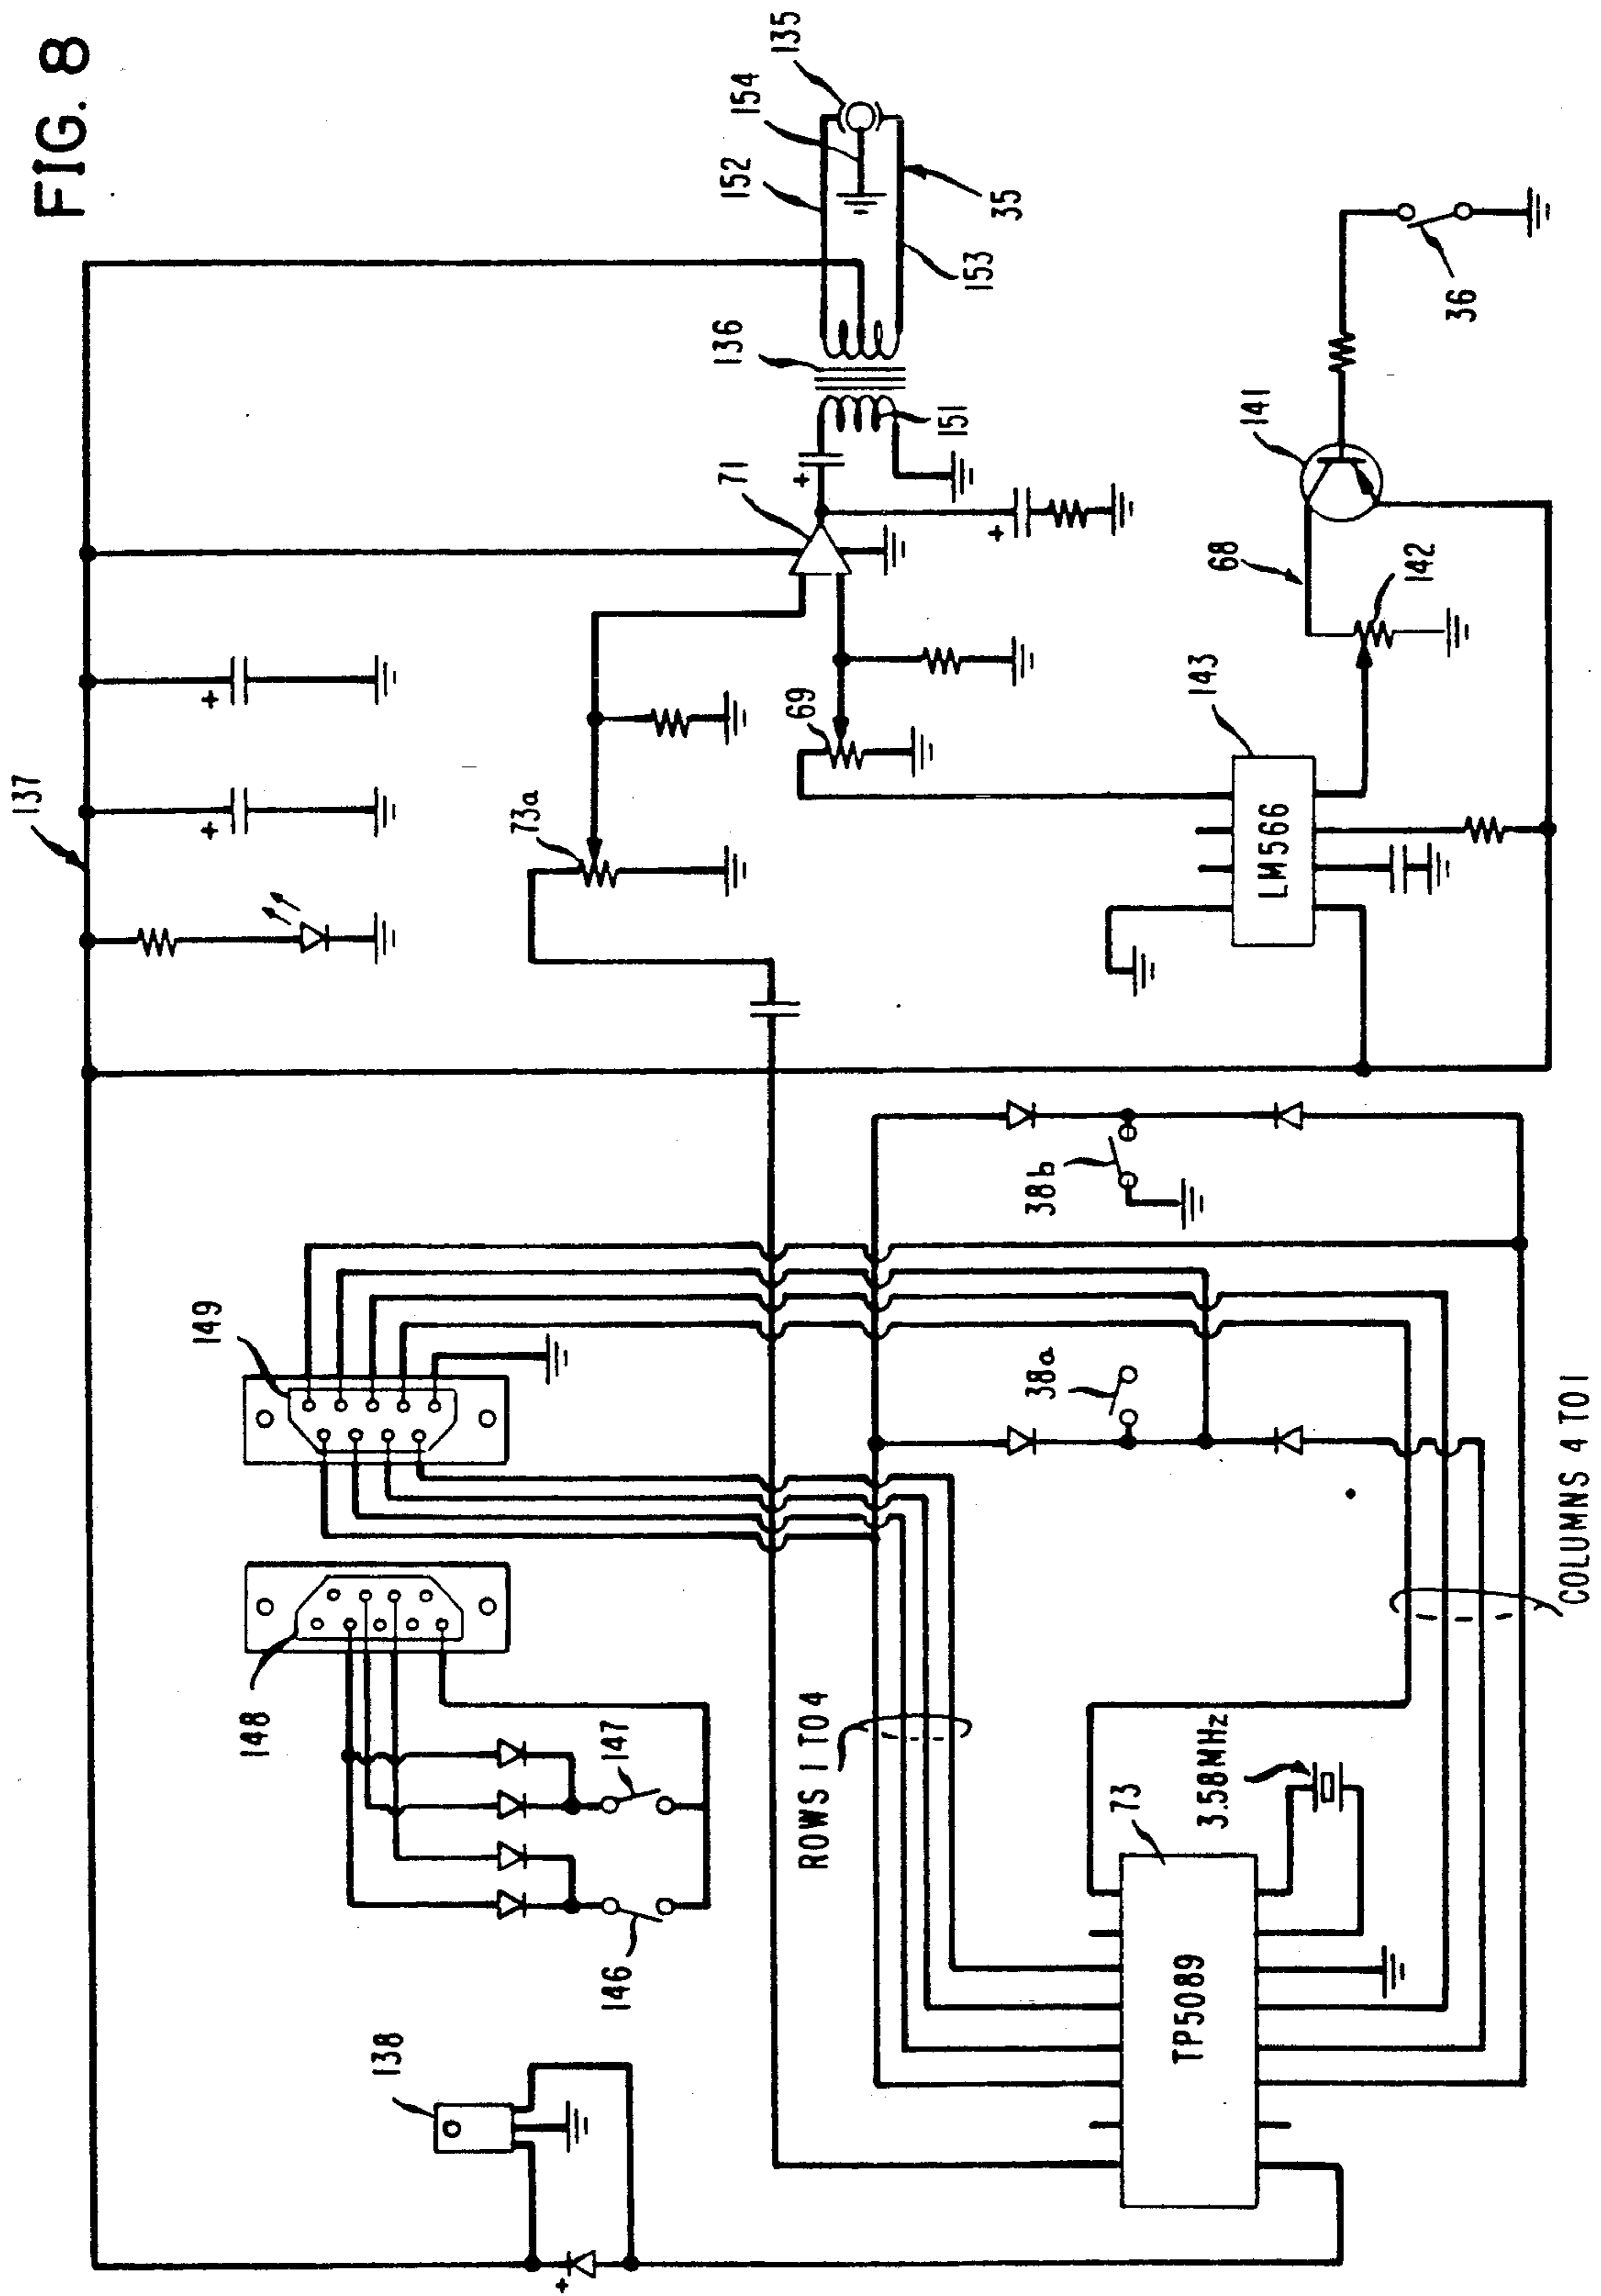 FIG. 8
137
135
154
152
35
153
136
151
71
36
141
68
142
143
LM566
69
73a
+
+
+
+
149
148
147
146
138
38b
38a
ROWS 1 TO 4
COLUMNS 4 TO 1
3.58MHz
73
TP5089
+